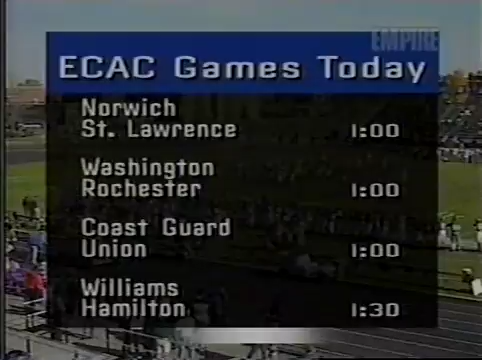 EMPIRE
ECAC Games Today
Norwich
St. Lawrence 1:00
Washington
Rochester 1:00
Coast Guard
Union 1:00
Williams
Hamilton 1:30